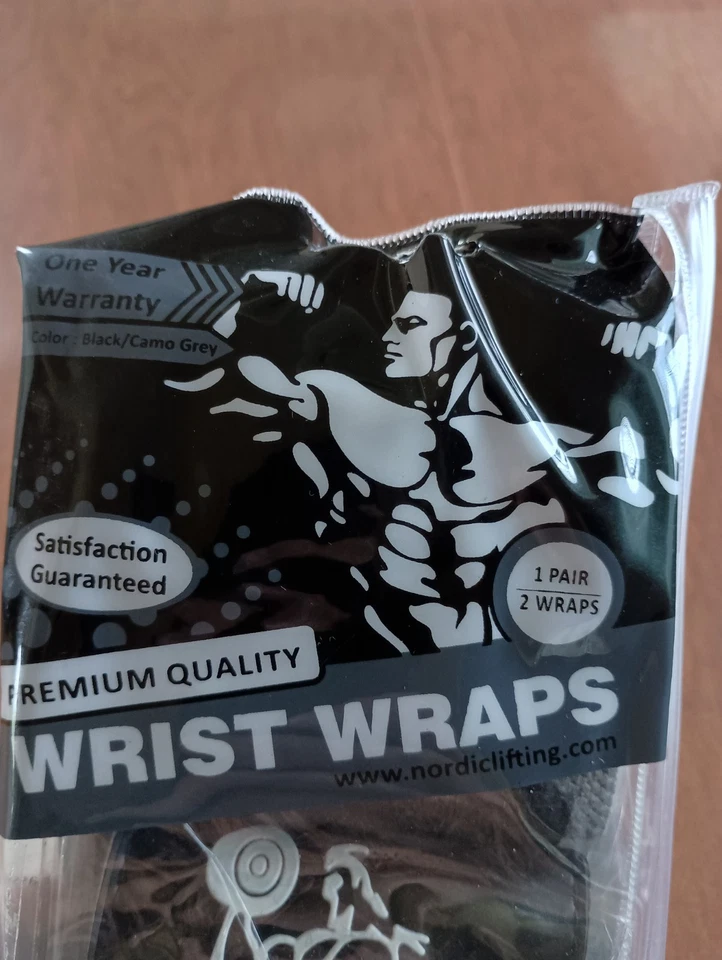 One Year
Warranty
Color : Black/Camo Grey
Satisfaction
Guaranteed
1 PAIR
2 WRAPS
PREMIUM QUALITY
WRIST WRAPS
www.nordiclifting.com